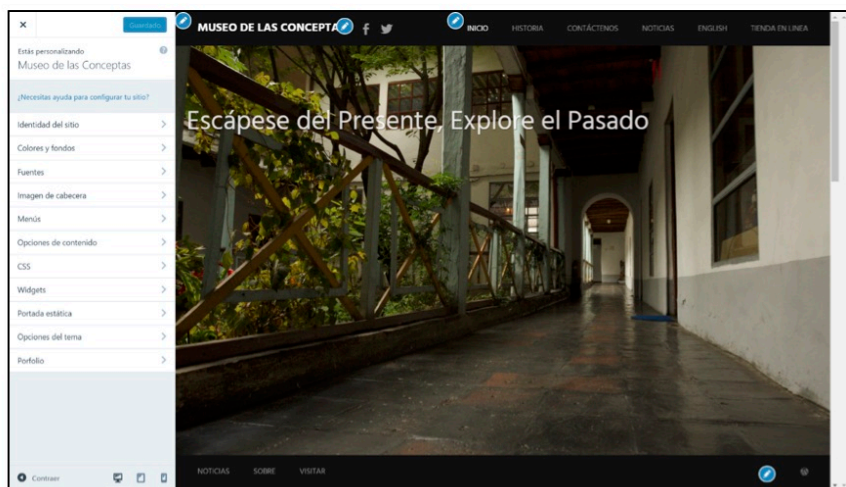 Guardado
Estás personalizando
Museo de las Conceptas
¿Necesitas ayuda para configurar tu sitio?
Identidad del sitio
Colores y fondos
Fuentes
Imagen de cabecera
Menús
Opciones de contenido
CSS
Widgets
Portada estática
Opciones del tema
Porfolio
Contraer
MUSEO DE LAS CONCEPTA
INICIO HISTORIA CONTÁCTENOS NOTICIAS ENGLISH TIENDA EN LINEA
Escápese del Presente, Explore el Pasado
NOTICIAS SOBRE VISITAR